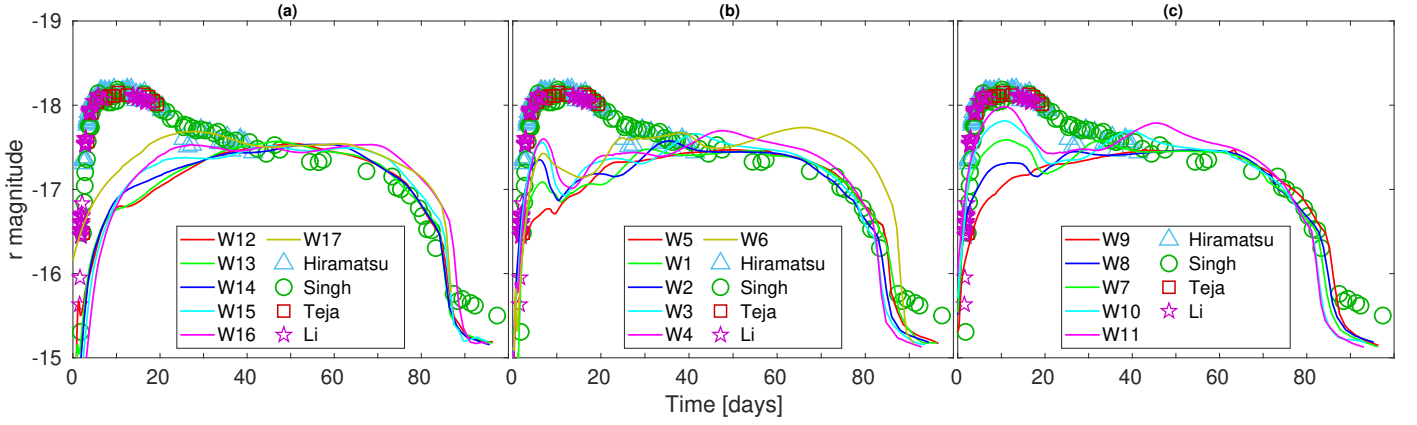 (a) (b) (c)
-19
-18
-17
-16
-15
r magnitude
W12 W17
W13 Hiramatsu
W14 Singh
W15 Teja
W16 Li
W5 W6
W1 Hiramatsu
W2 Singh
W3 Teja
W4 Li
W9 Hiramatsu
W8 Singh
W7 Teja
W10 Li
W11
0 20 40 60 80 0 20 40 60 80 0 20 40 60 80
Time [days]